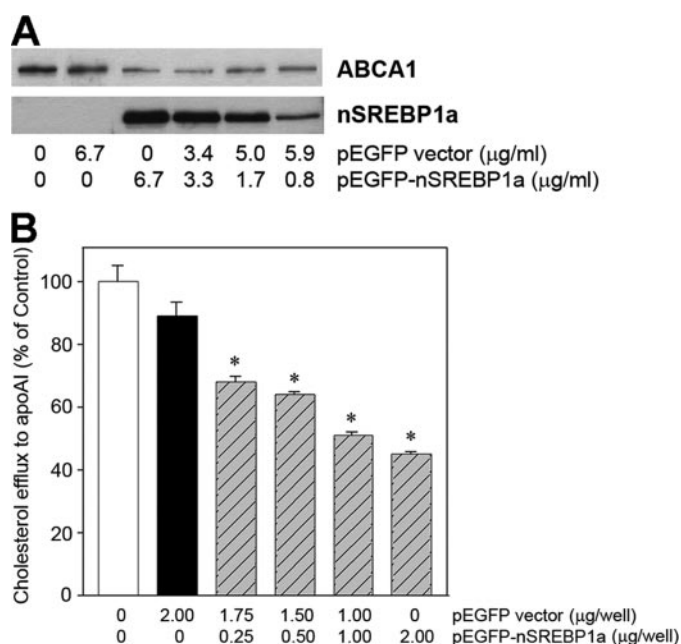 A
ABCA1
nSREBP1a
0 6.7 0 3.4 5.0 5.9 pEGFP vector (μg/ml)
0 0 6.7 3.3 1.7 0.8 pEGFP-nSREBP1a (μg/ml)
B
Cholesterol efflux to apoAI (% of Control)
100
80
60
40
20
0
* * * *
0 2.00 1.75 1.50 1.00 0 pEGFP vector (μg/well)
0 0 0.25 0.50 1.00 2.00 pEGFP-nSREBP1a (μg/well)